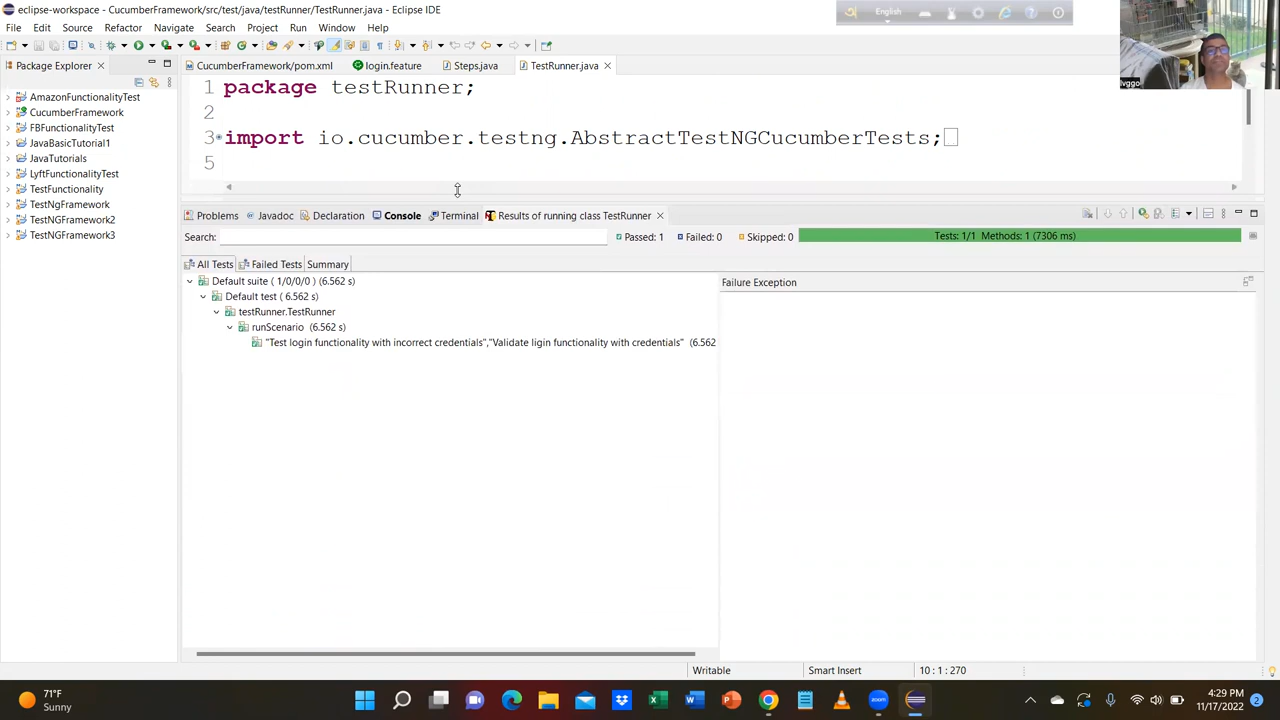 eclipse-workspace - CucumberFramework/src/test/java/testRunner/TestRunner.java - Eclipse IDE
English
File Edit Source Refactor Navigate Search Project Run Window Help
Package Explorer
CucumberFramework/pom.xml login.feature Steps.java TestRunner.java
lvggo
AmazonFunctionalityTest
CucumberFramework
FBFunctionalityTest
JavaBasicTutorial1
JavaTutorials
LyftFunctionalityTest
TestFunctionality
TestNgFramework
TestNGFramework2
TestNGFramework3
1 package testRunner;
2
3 import io.cucumber.testng.AbstractTestNGCucumberTests;
5
Problems Javadoc Declaration Console Terminal Results of running class TestRunner
Search: Passed: 1 Failed: 0 Skipped: 0 Tests: 1/1 Methods: 1 (7306 ms)
All Tests Failed Tests Summary
Default suite ( 1/0/0/0 ) (6.562 s)
Default test ( 6.562 s)
testRunner.TestRunner
runScenario (6.562 s)
"Test login functionality with incorrect credentials","Validate ligin functionality with credentials" (6.562
Failure Exception
Writable Smart Insert 10 : 1 : 270
71°F
Sunny
4:29 PM
11/17/2022
2